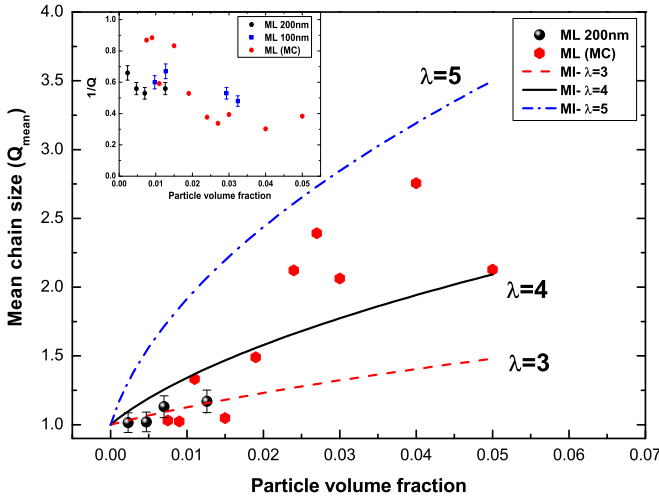 4.0
3.5
3.0
2.5
2.0
1.5
1.0
Mean chain size (Q_mean)
0.00 0.01 0.02 0.03 0.04 0.05 0.06 0.07
Particle volume fraction
λ=5
λ=4
λ=3
ML 200nm
ML (MC)
MI- λ=3
MI- λ=4
MI- λ=5
1.0
0.8
0.6
0.4
0.2
0.0
1/Q
0.00 0.01 0.02 0.03 0.04 0.05
Particle volume fraction
ML 200nm
ML 100nm
ML (MC)